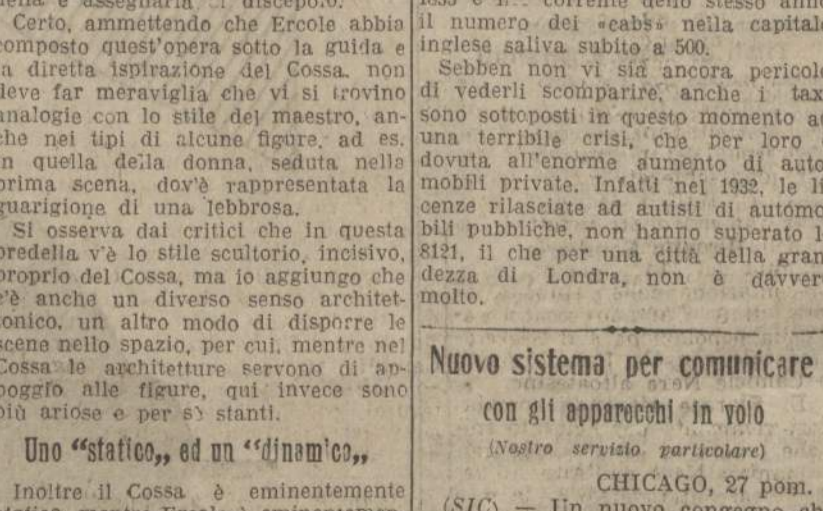 Certo, ammettendo che Ercole abbia
composto quest'opera sotto la guida e
la diretta ispirazione del Cossa. non
deve far meraviglia che vi si trovino
analogie con lo stile del maestro, an-
che nei tipi di alcune figure, ad es.
in quella della donna, seduta nella
prima scena, dov'è rappresentata la
guarigione di una lebbrosa.
Si osserva dai critici che in questa
predella v'è lo stile scultorio, incisivo,
proprio del Cossa, ma io aggiungo che
c'è anche un diverso senso architet-
tonico, un altro modo di disporre le
scene nello spazio, per cui, mentre nel
Cossa le architetture servono di ap-
poggio alle figure, qui invece sono
più ariose e per sè stanti.
Uno "statico,, ed un "dinamico,,
Inoltre il Cossa è eminentemente
il numero dei «cabs» nella capitale
inglese saliva subito a 500.
Sebben non vi sia ancora pericolo
di vederli scomparire, anche i tax
sono sottoposti in questo momento ad
una terribile crisi, che per loro è
dovuta all'enorme aumento di auto
mobili private. Infatti nel 1932, le li
cenze rilasciate ad autisti di automo
bili pubbliche, non hanno superato le
8121, il che per una città della gran
dezza di Londra, non è davver
molto.
Nuovo sistema per comunicare
con gli apparecchi in volo
(Nostro servizio particolare)
CHICAGO, 27 pom.
(SIC) — Un nuovo congegno ch